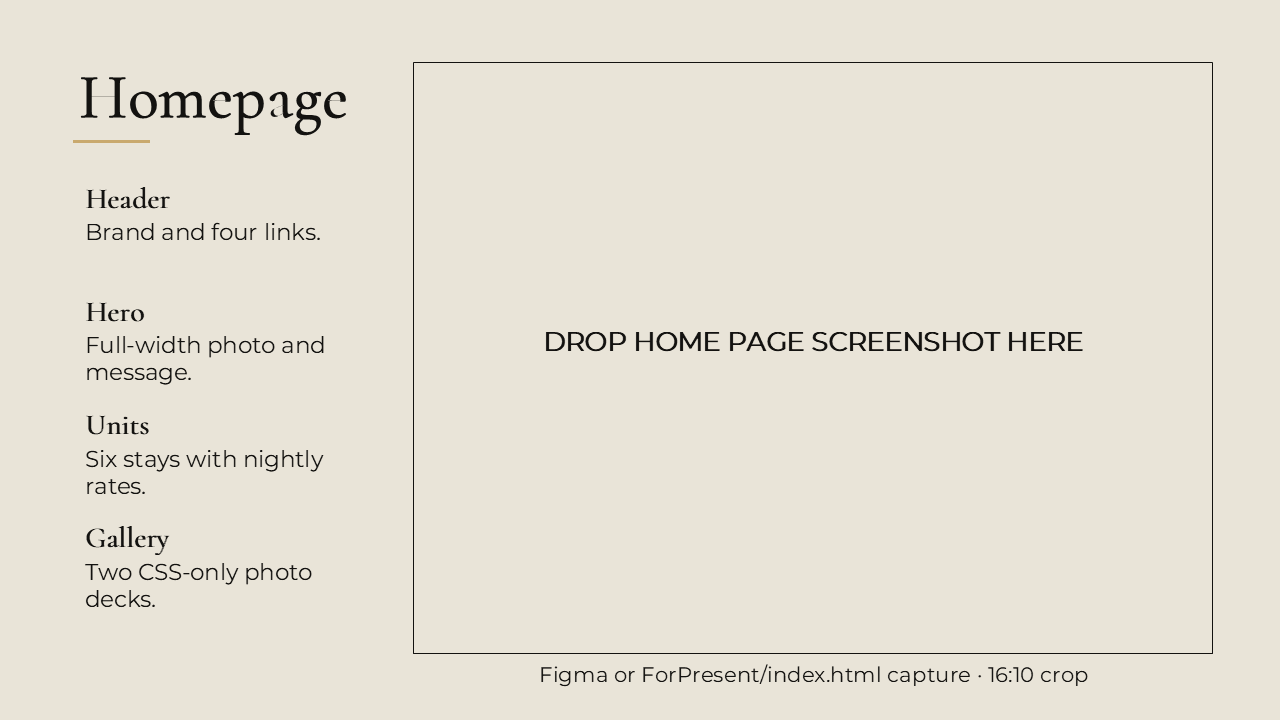 Homepage
Header
Brand and four links.
Hero
Full-width photo and
message.
Units
Six stays with nightly
rates.
Gallery
Two CSS-only photo
decks.
DROP HOME PAGE SCREENSHOT HERE
Figma or ForPresent/index.html capture · 16:10 crop